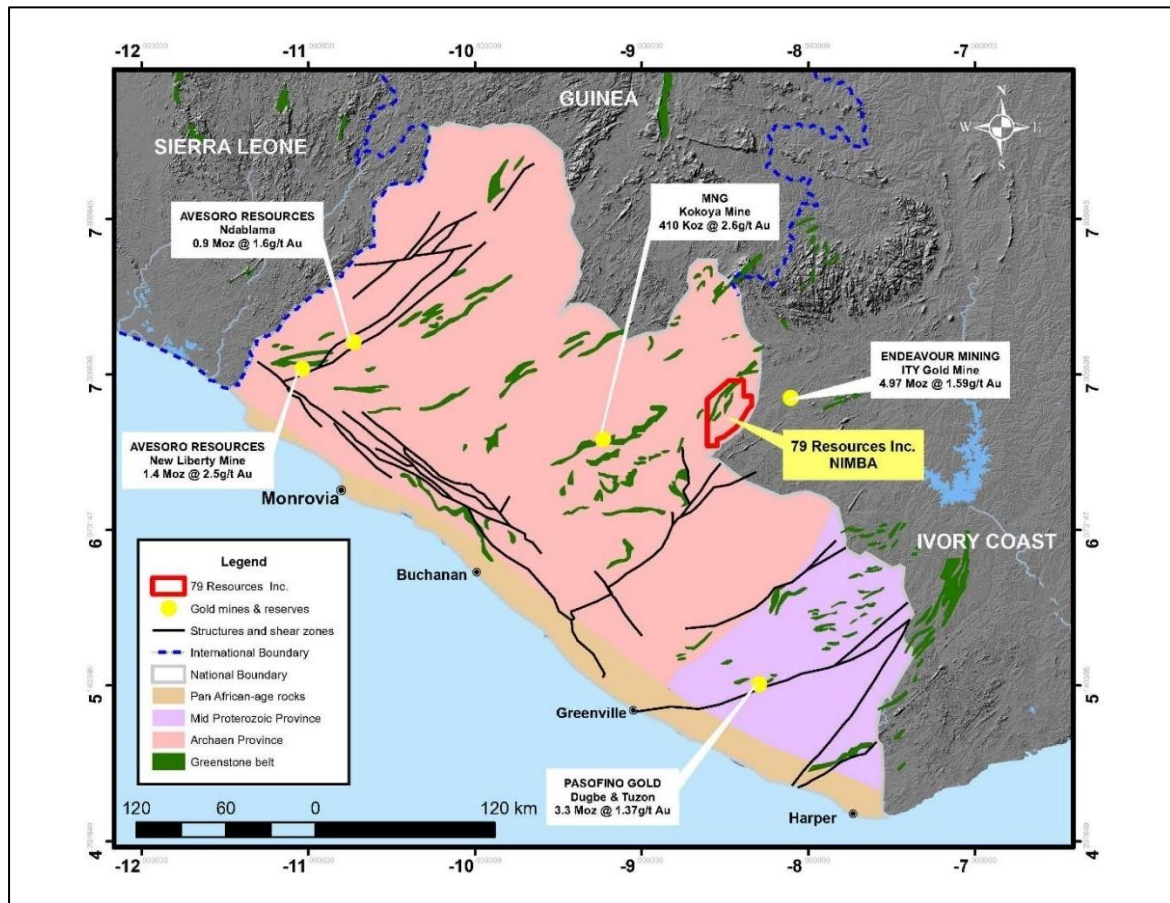 -12
-11
-10
-9
-8
-7
GUINEA
SIERRA LEONE
N
W
E
S
AVESORO RESOURCES
Ndablama
0.9 Moz @ 1.6g/t Au
MNG
Kokoya Mine
410 Koz @ 2.6g/t Au
7
7
ENDEAVOUR MINING
ITY Gold Mine
4.97 Moz @ 1.59g/t Au
7
7
79 Resources Inc.
NIMBA
AVESORO RESOURCES
New Liberty Mine
1.4 Moz @ 2.5g/t Au
Monrovia
6
6
IVORY COAST
Buchanan
Legend
79 Resources Inc.
Gold mines & reserves
Structures and shear zones
International Boundary
National Boundary
Pan African-age rocks
Mid Proterozoic Province
Archaen Province
Greenstone belt
5
5
Greenville
PASOFINO GOLD
Dugbe & Tuzon
3.3 Moz @ 1.37g/t Au
Harper
120 60 0 120 km
4
4
-12
-11
-10
-9
-8
-7